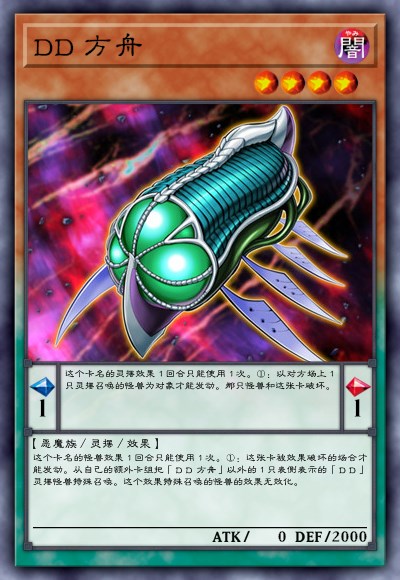 DD 方舟
やみ
闇
这个卡名的灵摆效果1回合只能使用1次。①：以对方场上1
只灵摆召唤的怪兽为对象才能发动。那只怪兽和这张卡破坏。
1
1
【恶魔族／灵摆／效果】
这个卡名的怪兽效果1回合只能使用1次。①：这张卡被效果破坏的场合才
能发动。从自己的额外卡组把「DD 方舟」以外的1只表侧表示的「DD」
灵摆怪兽特殊召唤。这个效果特殊召唤的怪兽的效果无效化。
ATK/ 0 DEF/2000